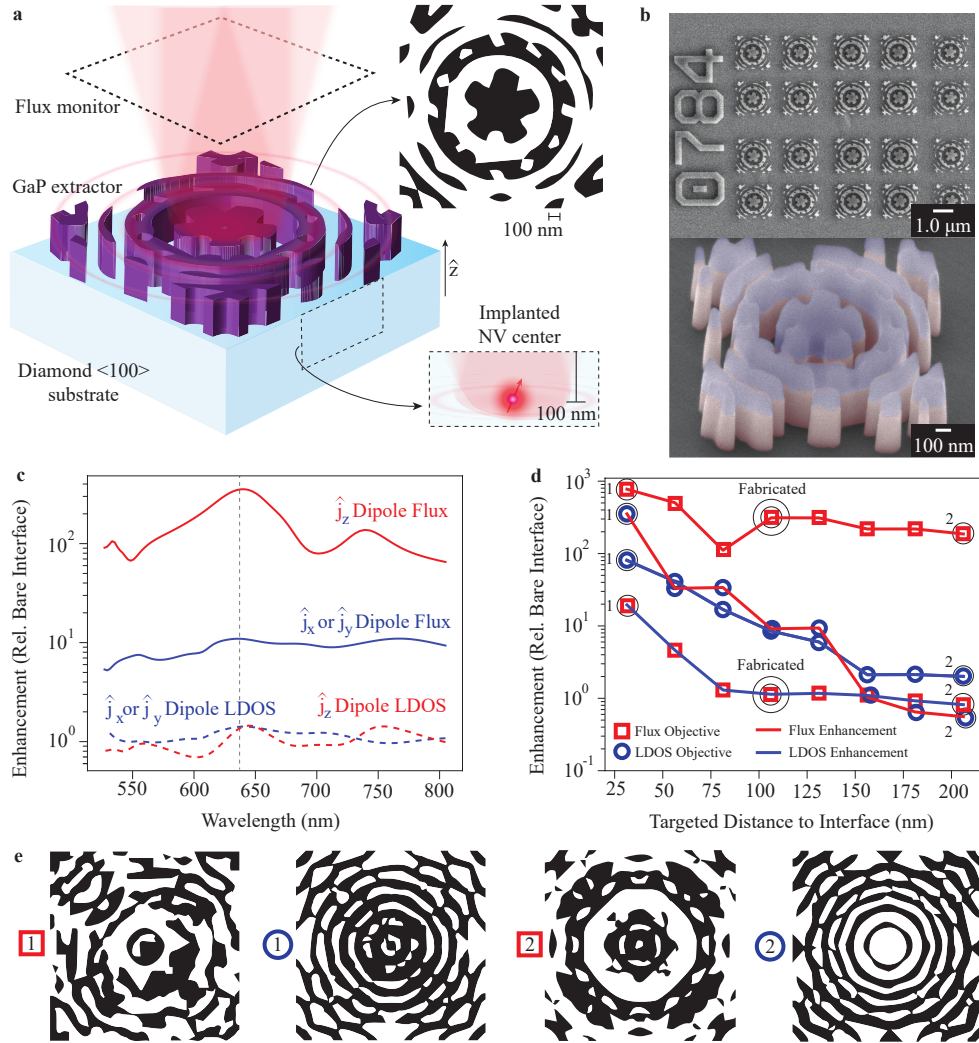 a
Flux monitor
GaP extractor
ẑ
Diamond <100>
substrate
Implanted
NV center
100 nm
100 nm
b
0784
1.0 µm
100 nm
c
Enhancement (Rel. Bare Interface)
10²
10¹
10⁰
ĵz Dipole Flux
ĵx or ĵy Dipole Flux
ĵx or ĵy Dipole LDOS
ĵz Dipole LDOS
550
600
650
700
750
800
Wavelength (nm)
d
Enhancement (Rel. Bare Interface)
10³
10²
10¹
10⁰
10⁻¹
1
1
1
1
Fabricated
Fabricated
2
2
2
2
Flux Objective
LDOS Objective
Flux Enhancement
LDOS Enhancement
25
50
75
100
125
150
175
200
Targeted Distance to Interface (nm)
e
1
1
2
2